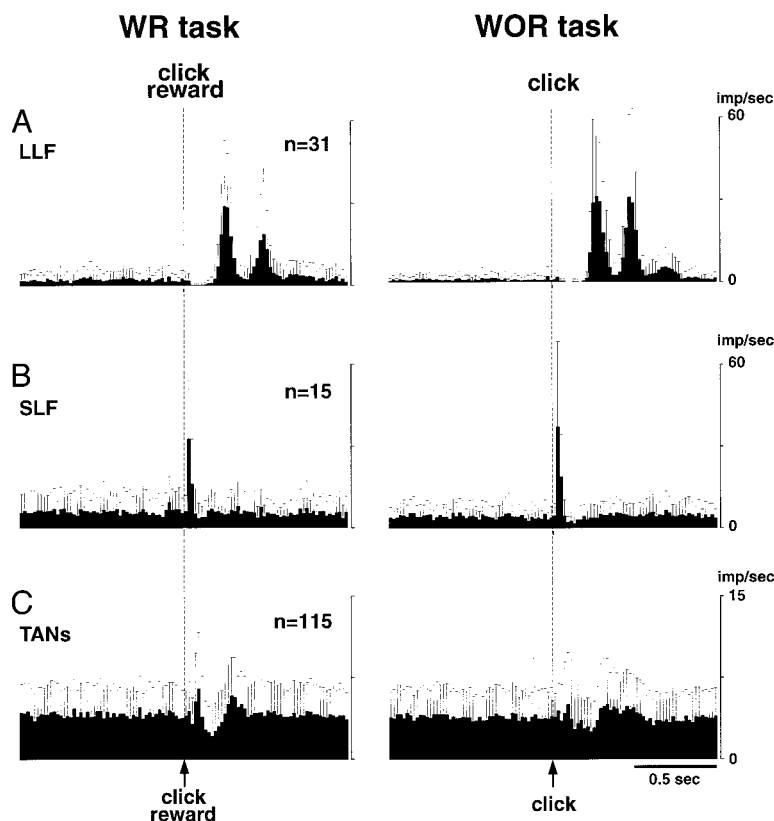 WR task
WOR task
click
reward
click
imp/sec
A
LLF
n=31
60
0
imp/sec
B
SLF
n=15
60
0
imp/sec
C
TANs
n=115
15
0
0.5 sec
click
reward
click